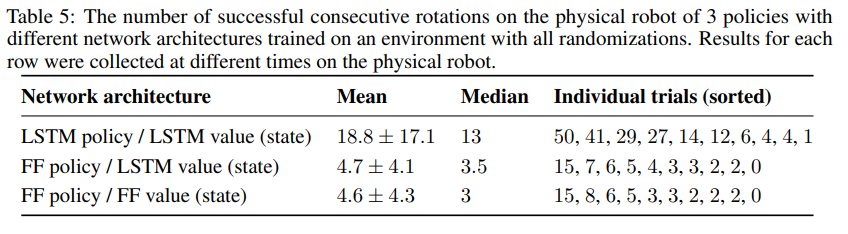 Table 5: The number of successful consecutive rotations on the physical robot of 3 policies with
different network architectures trained on an environment with all randomizations. Results for each
row were collected at different times on the physical robot.
Network architecture Mean Median Individual trials (sorted)
LSTM policy / LSTM value (state) 18.8 ± 17.1 13 50, 41, 29, 27, 14, 12, 6, 4, 4, 1
FF policy / LSTM value (state) 4.7 ± 4.1 3.5 15, 7, 6, 5, 4, 3, 3, 2, 2, 0
FF policy / FF value (state) 4.6 ± 4.3 3 15, 8, 6, 5, 3, 3, 2, 2, 2, 0